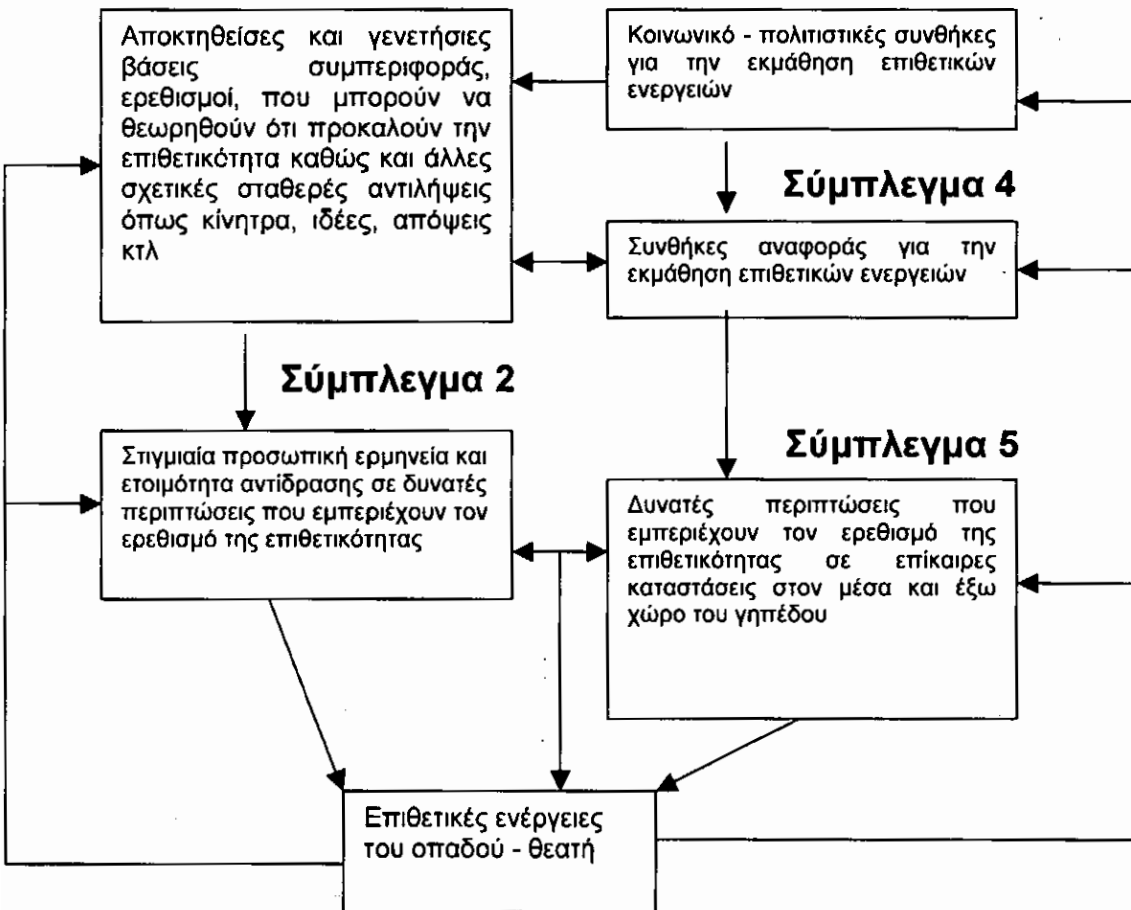 Αποκτηθείσες και γενετήσιες
βάσεις συμπεριφοράς,
ερεθισμοί, που μπορούν να
θεωρηθούν ότι προκαλούν την
επιθετικότητα καθώς και άλλες
σχετικές σταθερές αντιλήψεις
όπως κίνητρα, ιδέες, απόψεις
κτλ
Κοινωνικό - πολιτιστικές συνθήκες
για την εκμάθηση επιθετικών
ενεργειών
Σύμπλεγμα 4
Συνθήκες αναφοράς για την
εκμάθηση επιθετικών ενεργειών
Σύμπλεγμα 2
Στιγμιαία προσωπική ερμηνεία και
ετοιμότητα αντίδρασης σε δυνατές
περιπτώσεις που εμπεριέχουν τον
ερεθισμό της επιθετικότητας
Σύμπλεγμα 5
Δυνατές περιπτώσεις που
εμπεριέχουν τον ερεθισμό της
επιθετικότητας σε επίκαιρες
καταστάσεις στον μέσα και έξω
χώρο του γηπέδου
Επιθετικές ενέργειες
του οπαδού - θεατή